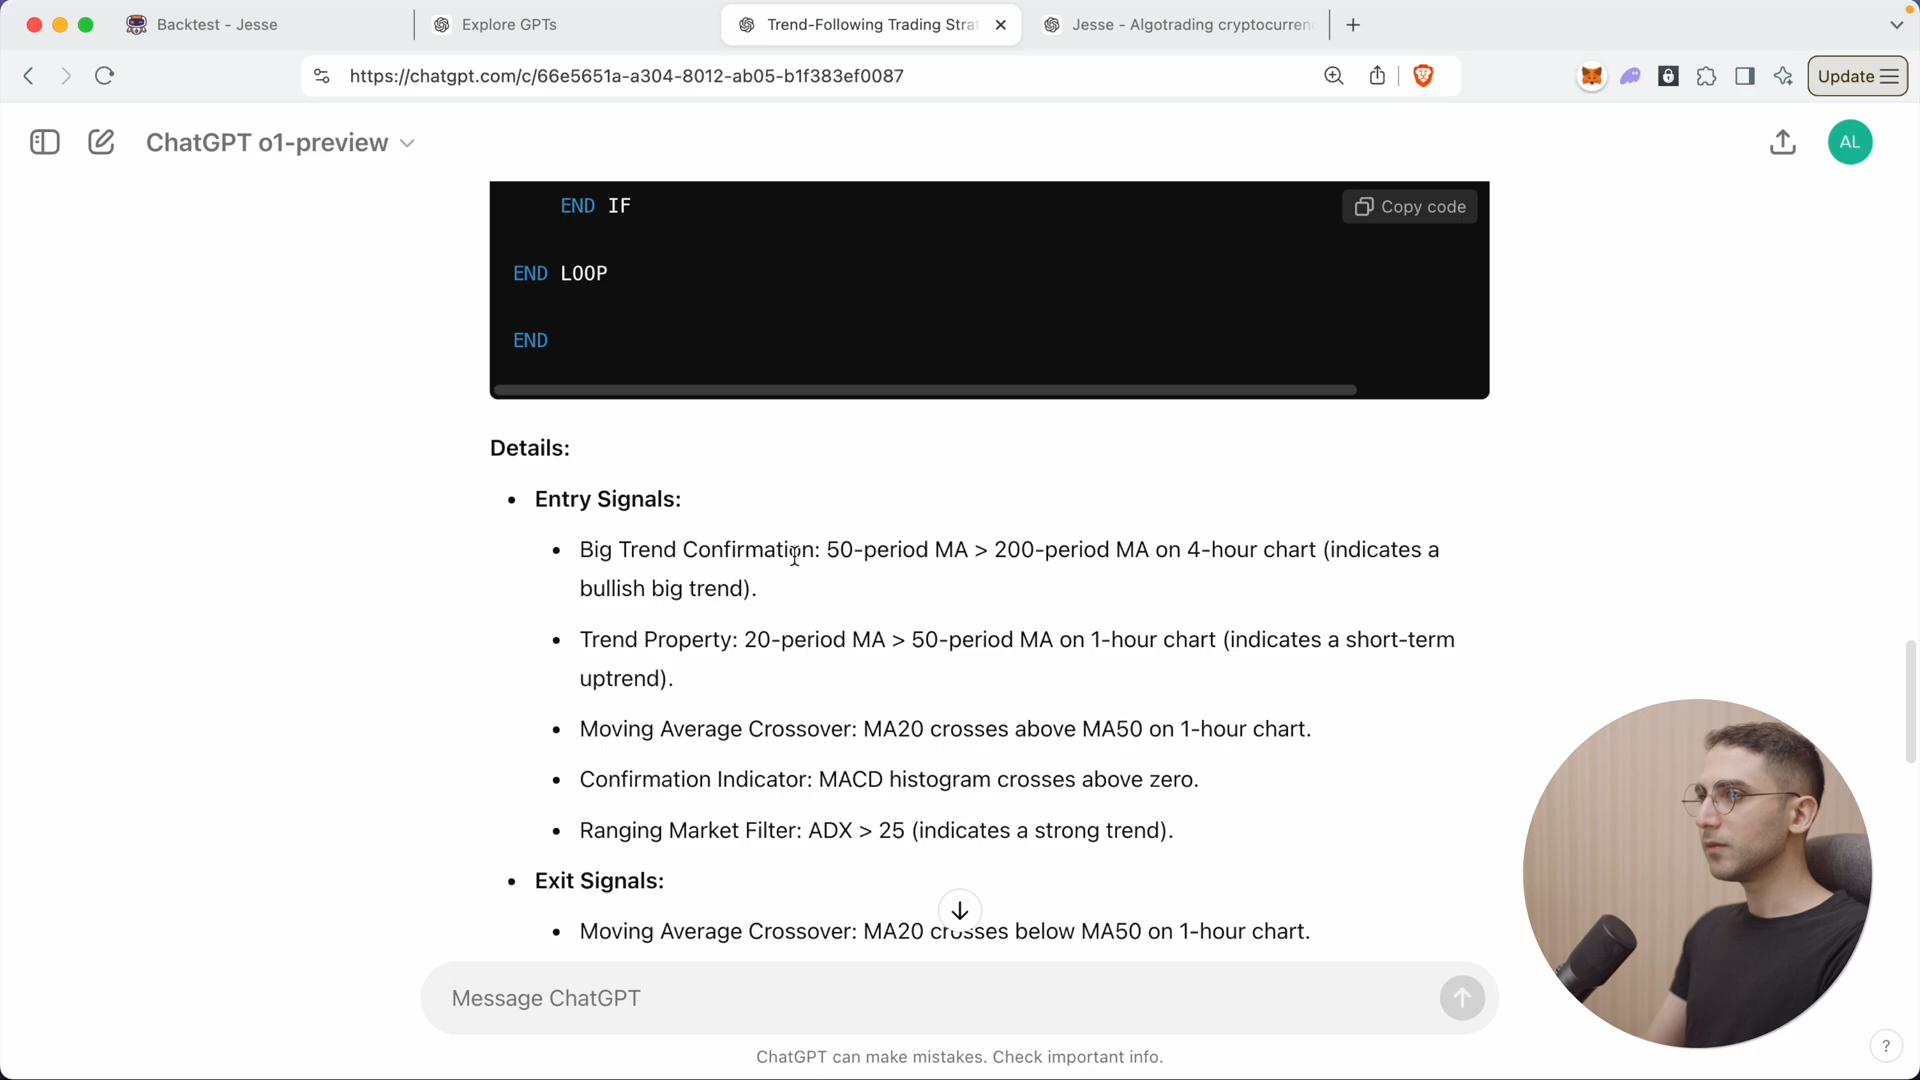 Backtest - Jesse
Explore GPTs
Trend-Following Trading Stra
Jesse - Algotrading cryptocurren
https://chatgpt.com/c/66e5651a-a304-8012-ab05-b1f383ef0087
Update
ChatGPT o1-preview
AL
END IF
Copy code
END LOOP
END
Details:
• Entry Signals:
• Big Trend Confirmation: 50-period MA > 200-period MA on 4-hour chart (indicates a
bullish big trend).
• Trend Property: 20-period MA > 50-period MA on 1-hour chart (indicates a short-term
uptrend).
• Moving Average Crossover: MA20 crosses above MA50 on 1-hour chart.
• Confirmation Indicator: MACD histogram crosses above zero.
• Ranging Market Filter: ADX > 25 (indicates a strong trend).
• Exit Signals:
• Moving Average Crossover: MA20 crosses below MA50 on 1-hour chart.
Message ChatGPT
ChatGPT can make mistakes. Check important info.
?